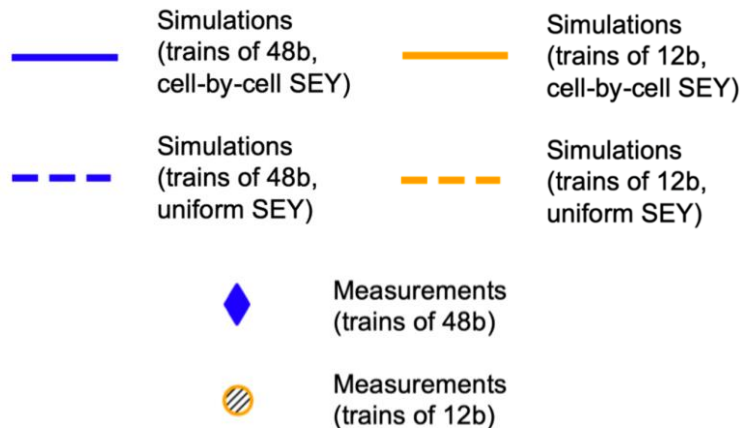 Simulations
(trains of 48b,
cell-by-cell SEY)
Simulations
(trains of 12b,
cell-by-cell SEY)
Simulations
(trains of 48b,
uniform SEY)
Simulations
(trains of 12b,
uniform SEY)
Measurements
(trains of 48b)
Measurements
(trains of 12b)